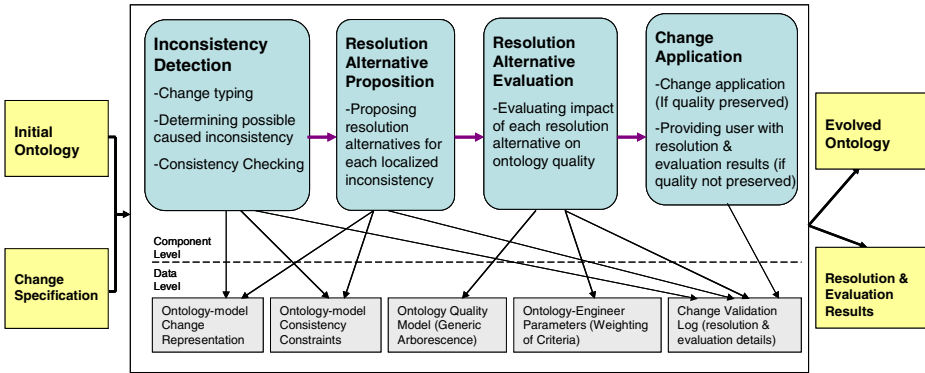 Initial
Ontology
Change
Specification
Inconsistency
Detection
-Change typing
-Determining possible
caused inconsistency
-Consistency Checking
Resolution
Alternative
Proposition
-Proposing
resolution
alternatives for
each localized
inconsistency
Resolution
Alternative
Evaluation
-Evaluating impact
of each resolution
alternative on
ontology quality
Change
Application
-Change application
(If quality preserved)
-Providing user with
resolution &
evaluation results (if
quality not preserved)
Evolved
Ontology
Resolution &
Evaluation
Results
Component
Level
Data
Level
Ontology-model
Change
Representation
Ontology-model
Consistency
Constraints
Ontology Quality
Model (Generic
Arborescence)
Ontology-Engineer
Parameters (Weighting
of Criteria)
Change Validation
Log (resolution &
evaluation details)